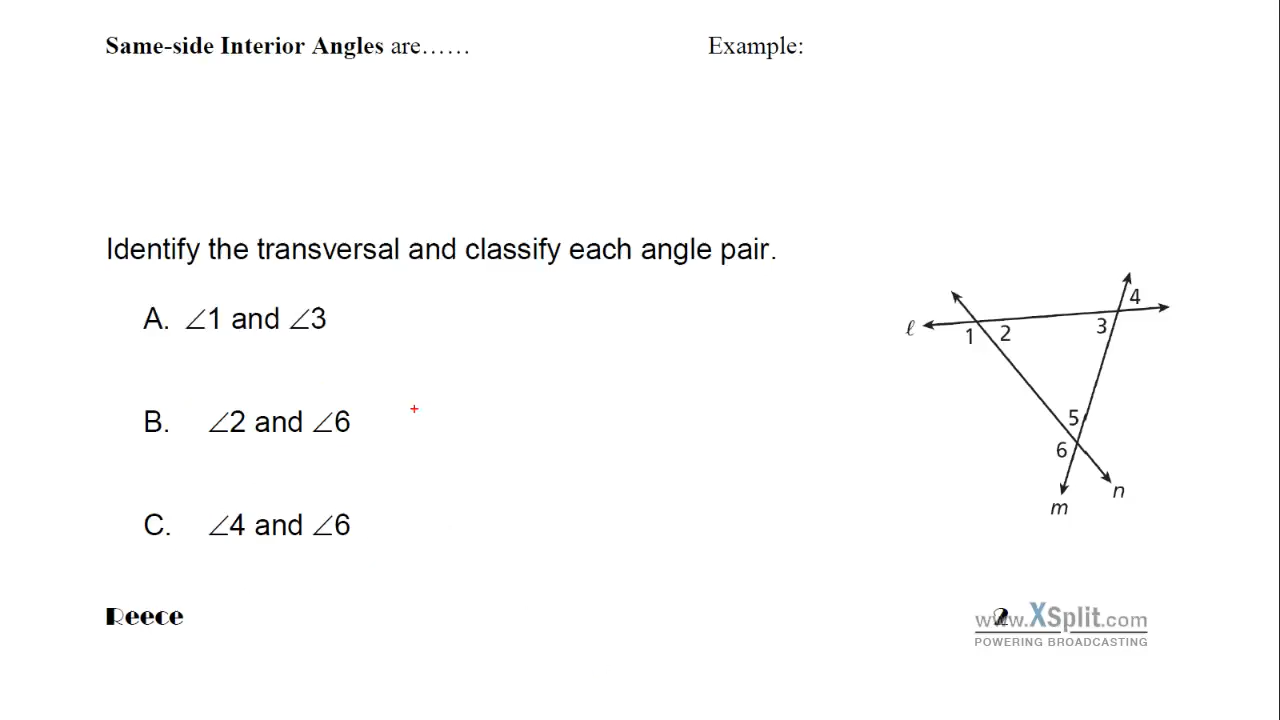 Same-side Interior Angles are……
Example:
Identify the transversal and classify each angle pair.
A. ∠1 and ∠3
B. ∠2 and ∠6
C. ∠4 and ∠6
4
ℓ
1
2
3
5
6
n
m
Reece
2
www.XSplit.com
POWERING BROADCASTING